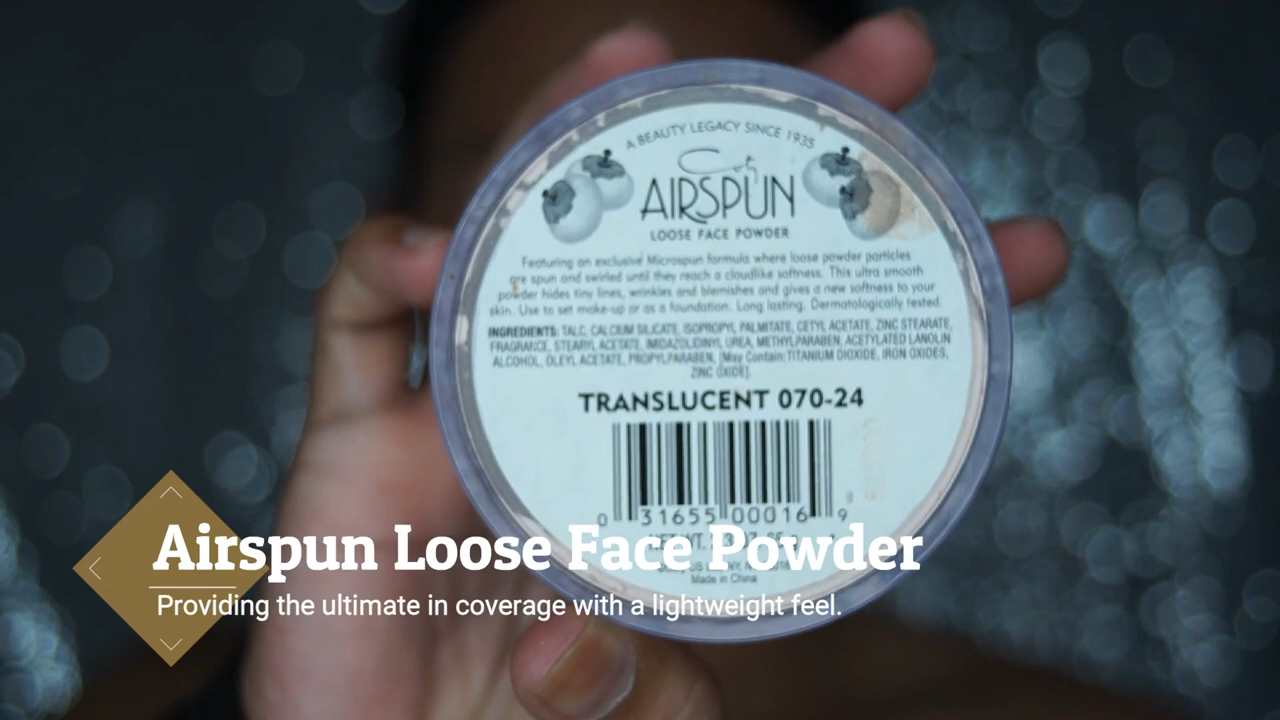 A BEAUTY LEGACY SINCE 1935
Coty
AIRSPUN
LOOSE FACE POWDER
Featuring an exclusive Microspun formula where loose powder particles
are spun and swirled until they reach a cloudlike softness. This ultra smooth
powder hides tiny lines, wrinkles and blemishes and gives a new softness to your
skin. Use to set make-up or as a foundation. Long lasting. Dermatologically tested.
INGREDIENTS: TALC, CALCIUM SILICATE, ISOPROPYL PALMITATE, CETYL ACETATE, ZINC STEARATE,
FRAGRANCE, STEARYL ACETATE, IMIDAZOLIDINYL UREA, METHYLPARABEN, ACETYLATED LANOLIN
ALCOHOL, OLEYL ACETATE, PROPYLPARABEN, [May Contain: TITANIUM DIOXIDE, IRON OXIDES,
ZINC OXIDE].
TRANSLUCENT 070-24
0 31655 00016 9
8
Airspun Loose Face Powder
Made in China
Providing the ultimate in coverage with a lightweight feel.